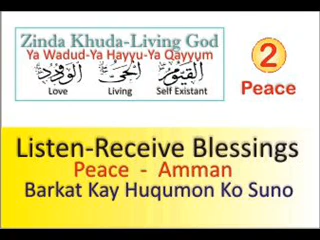 Zinda Khuda-Living God
Ya Wadud-Ya Hayyu-Ya Qayyum
الودود الحي القيوم
Love Living Self Existant
2
Peace
Listen-Receive Blessings
Peace - Amman
Barkat Kay Huqumon Ko Suno